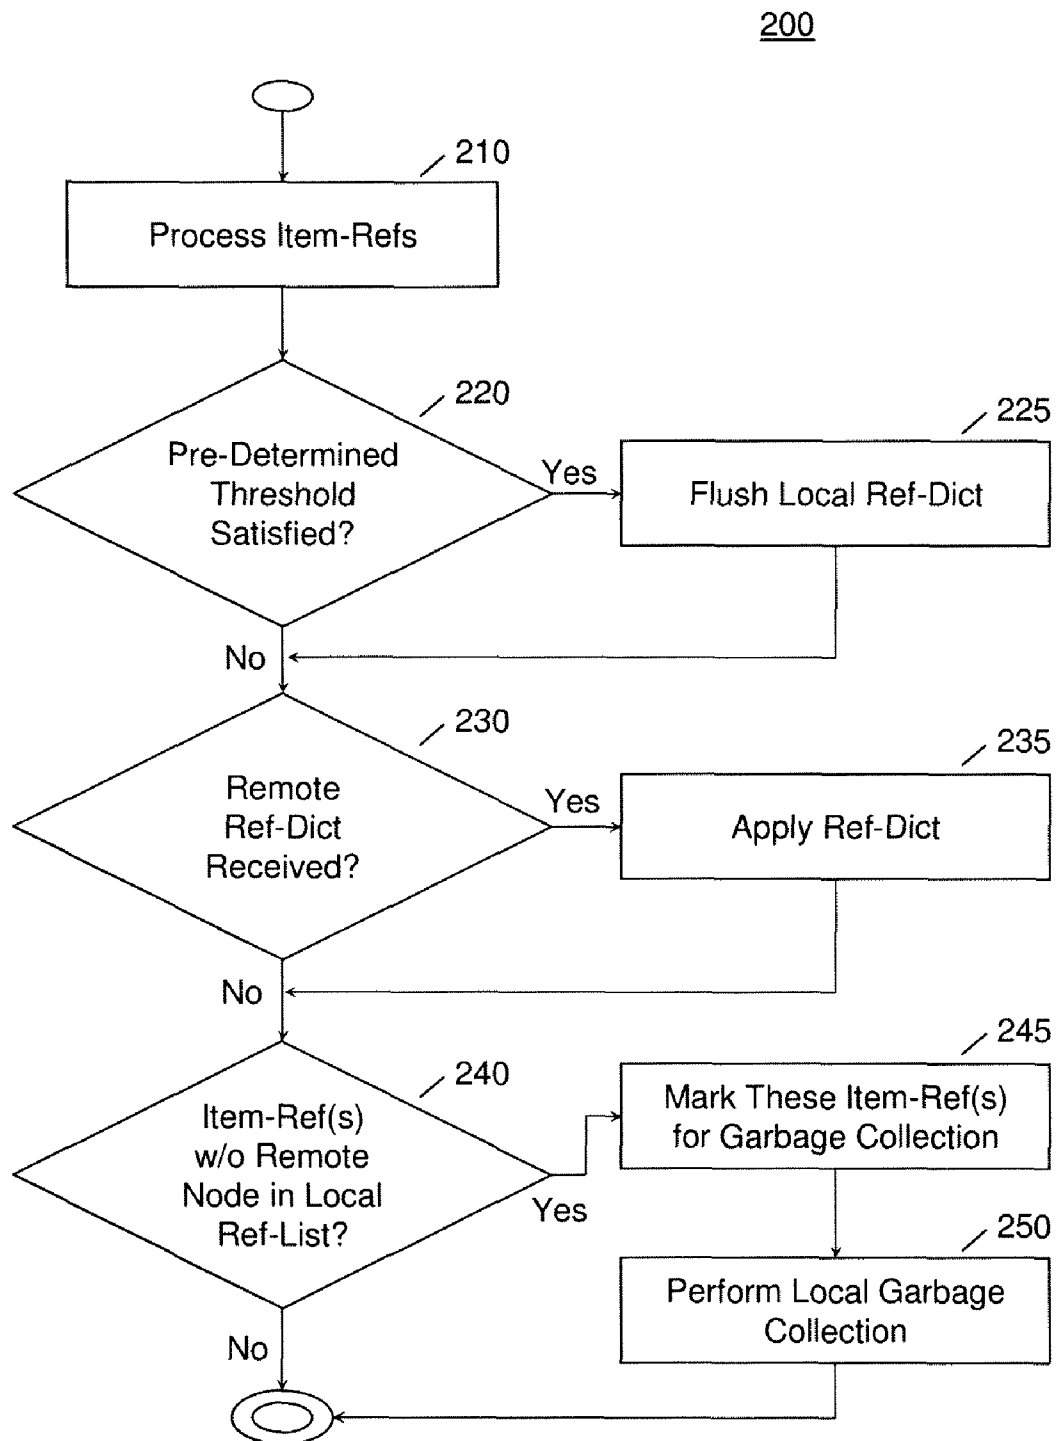 200
210
Process Item-Refs
220
Pre-Determined
Threshold
Satisfied?
Yes
225
Flush Local Ref-Dict
No
230
Remote
Ref-Dict
Received?
Yes
235
Apply Ref-Dict
No
240
Item-Ref(s)
w/o Remote
Node in Local
Ref-List?
Yes
245
Mark These Item-Ref(s)
for Garbage Collection
250
Perform Local Garbage
Collection
No